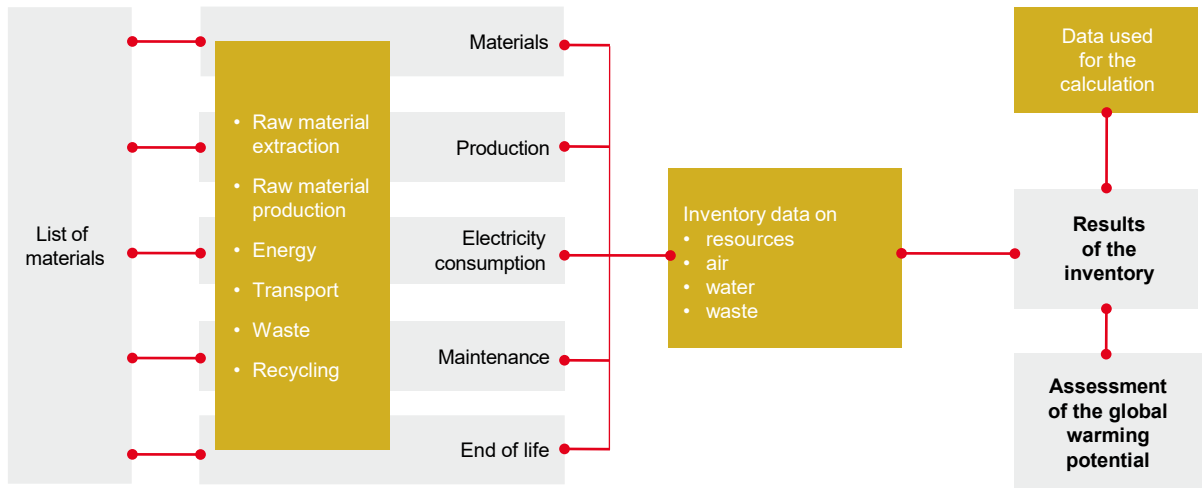 List of
materials
• Raw material
extraction
• Raw material
production
• Energy
• Transport
• Waste
• Recycling
Materials
Production
Electricity
consumption
Maintenance
End of life
Inventory data on
• resources
• air
• water
• waste
Data used
for the
calculation
Results
of the
inventory
Assessment
of the global
warming
potential